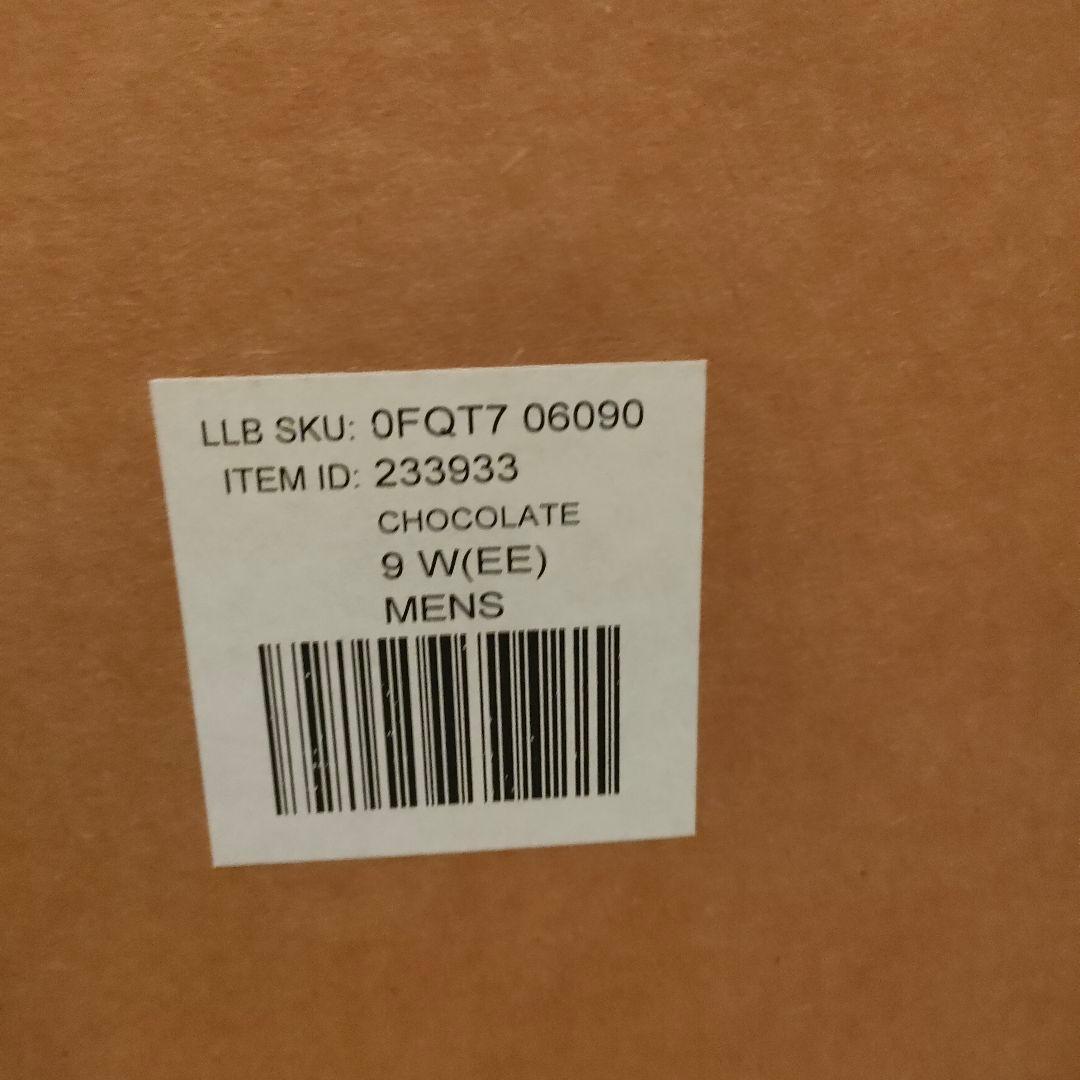 LLB SKU: 0FQT7 06090
ITEM ID: 233933
CHOCOLATE
9 W(EE)
MENS